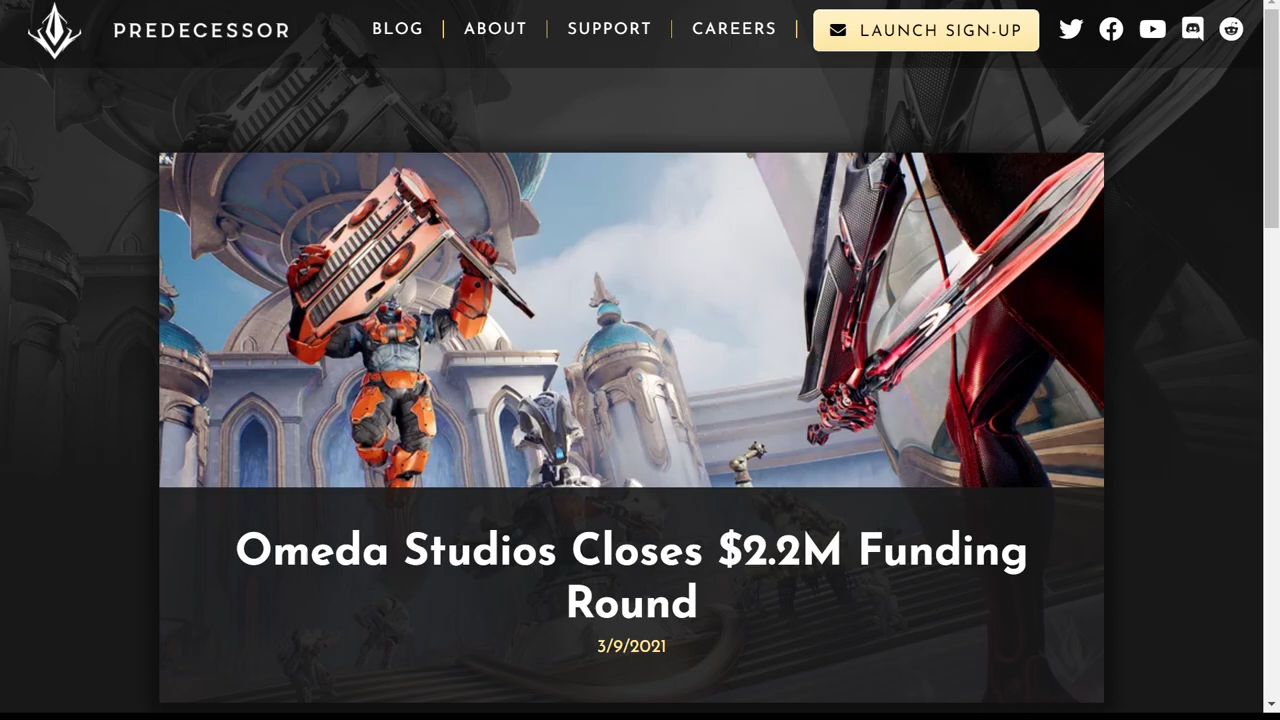 PREDECESSOR
BLOG
ABOUT
SUPPORT
CAREERS
LAUNCH SIGN-UP
Omeda Studios Closes $2.2M Funding
Round
3/9/2021